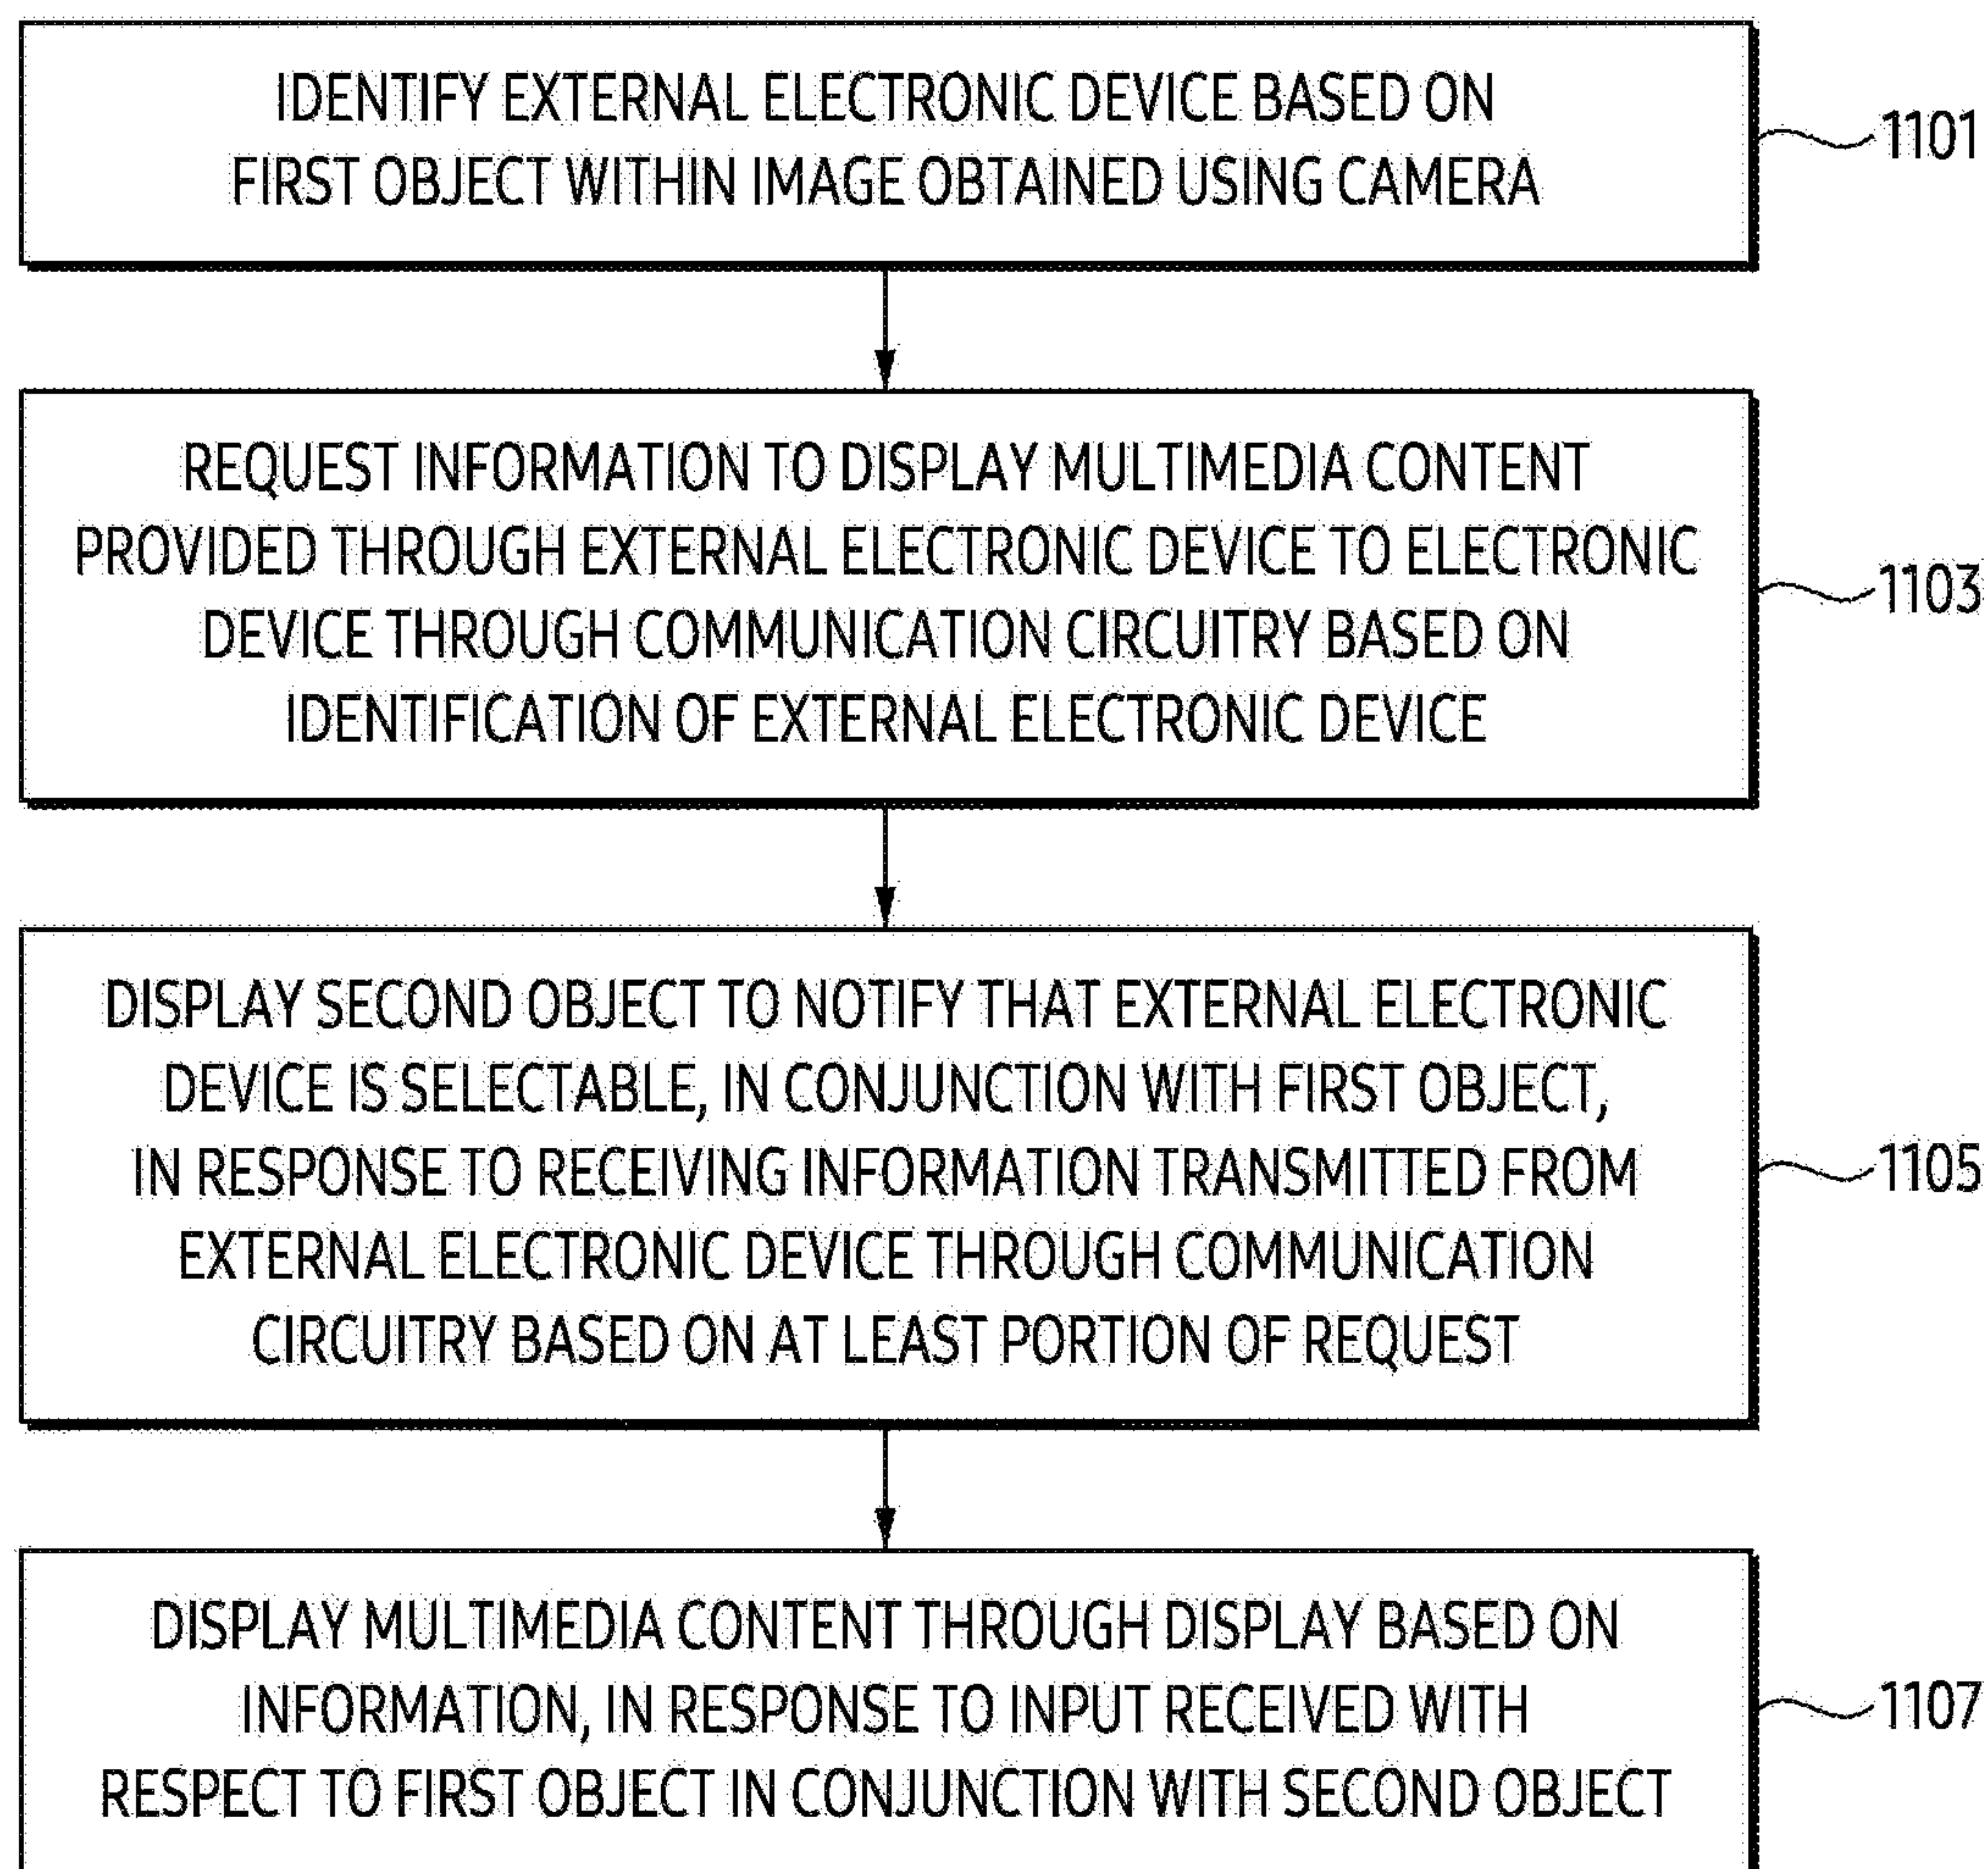 IDENTIFY EXTERNAL ELECTRONIC DEVICE BASED ON
FIRST OBJECT WITHIN IMAGE OBTAINED USING CAMERA
1101
REQUEST INFORMATION TO DISPLAY MULTIMEDIA CONTENT
PROVIDED THROUGH EXTERNAL ELECTRONIC DEVICE TO ELECTRONIC
DEVICE THROUGH COMMUNICATION CIRCUITRY BASED ON
IDENTIFICATION OF EXTERNAL ELECTRONIC DEVICE
1103
DISPLAY SECOND OBJECT TO NOTIFY THAT EXTERNAL ELECTRONIC
DEVICE IS SELECTABLE, IN CONJUNCTION WITH FIRST OBJECT,
IN RESPONSE TO RECEIVING INFORMATION TRANSMITTED FROM
EXTERNAL ELECTRONIC DEVICE THROUGH COMMUNICATION
CIRCUITRY BASED ON AT LEAST PORTION OF REQUEST
1105
DISPLAY MULTIMEDIA CONTENT THROUGH DISPLAY BASED ON
INFORMATION, IN RESPONSE TO INPUT RECEIVED WITH
RESPECT TO FIRST OBJECT IN CONJUNCTION WITH SECOND OBJECT
1107